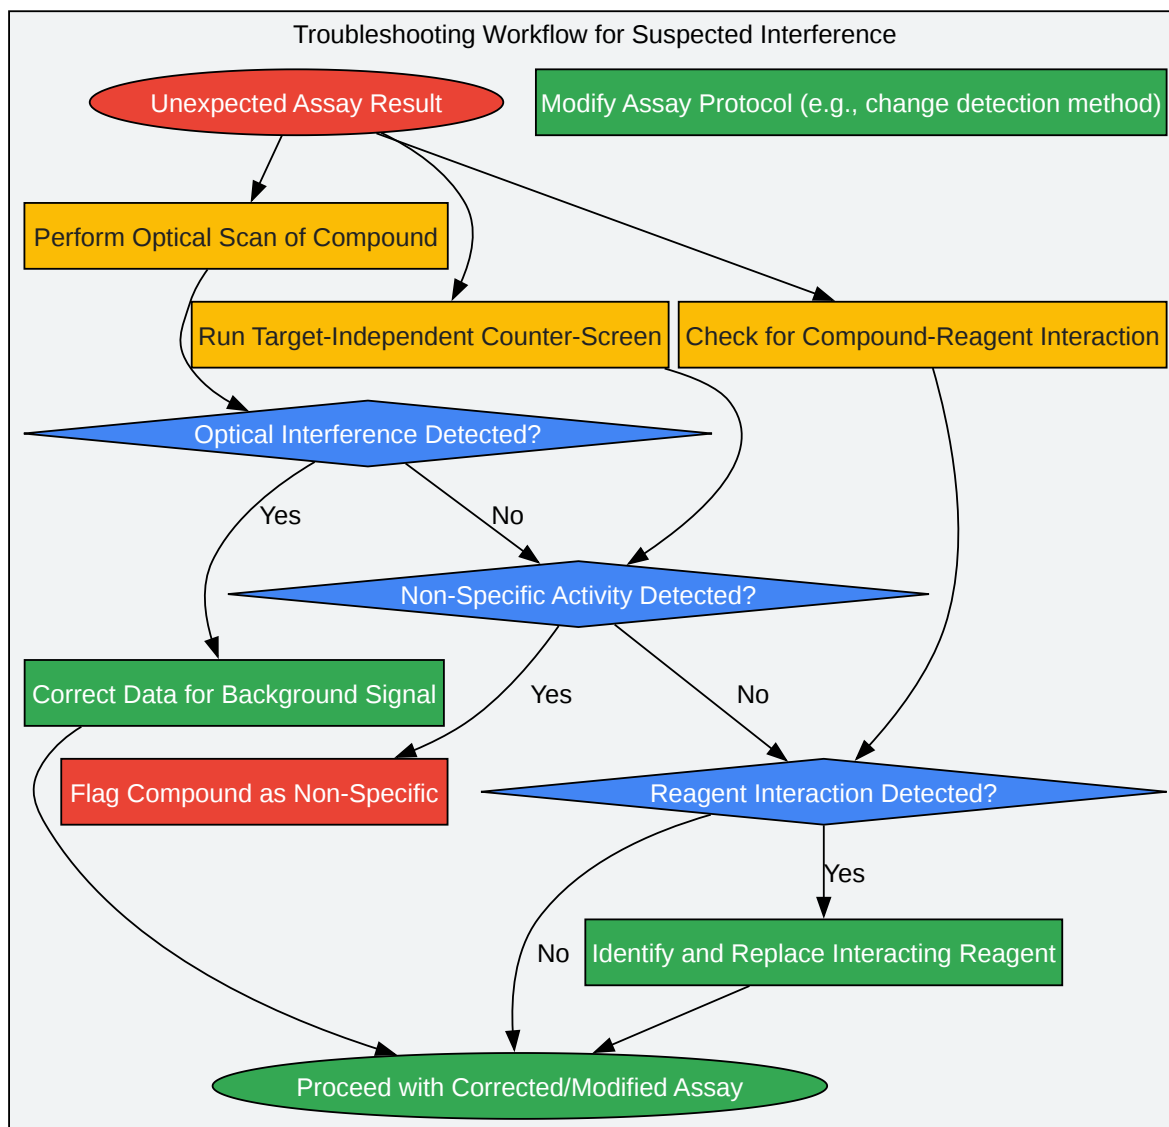 Troubleshooting Workflow for Suspected Interference
Unexpected Assay Result
Modify Assay Protocol (e.g., change detection method)
Perform Optical Scan of Compound
Run Target-Independent Counter-Screen
Check for Compound-Reagent Interaction
Optical Interference Detected?
Yes
No
Non-Specific Activity Detected?
Correct Data for Background Signal
Yes
No
Flag Compound as Non-Specific
Reagent Interaction Detected?
Yes
No
Identify and Replace Interacting Reagent
Proceed with Corrected/Modified Assay